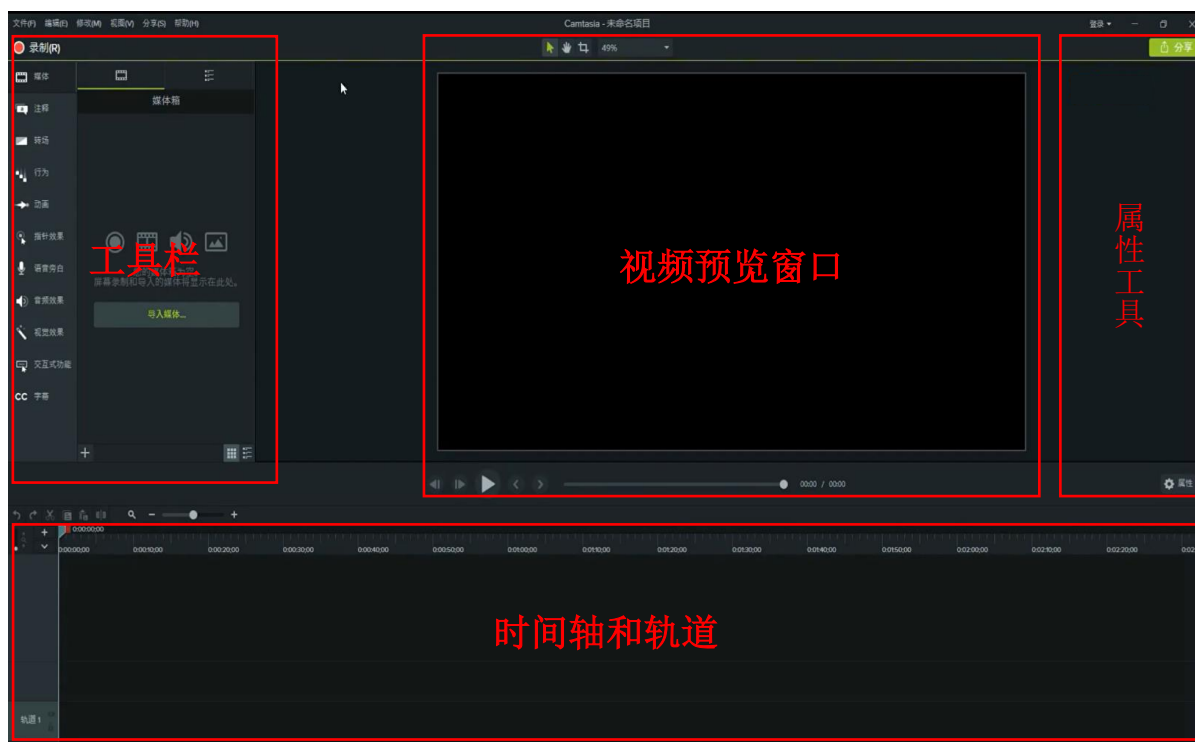 文件(F) 编辑(E) 修改(M) 视图(V) 分享(S) 帮助(H)
Camtasia - 未命名项目
登录
录制(R)
49%
分享
媒体
媒体箱
注释
转场
行为
动画
指针效果
语音旁白
音频效果
视觉效果
交互式功能
CC 字幕
工具栏
屏幕录制和导入的媒体将显示在此处。
导入媒体...
视频预览窗口
属性工具
00:00 / 00:00
属性
0:00:00;00
0:00:00;00 0:00:10;00 0:00:20;00 0:00:30;00 0:00:40;00 0:00:50;00 0:01:00;00 0:01:10;00 0:01:20;00 0:01:30;00 0:01:40;00 0:01:50;00 0:02:00;00 0:02:10;00 0:02:20;00 0:02
时间轴和轨道
轨道 1